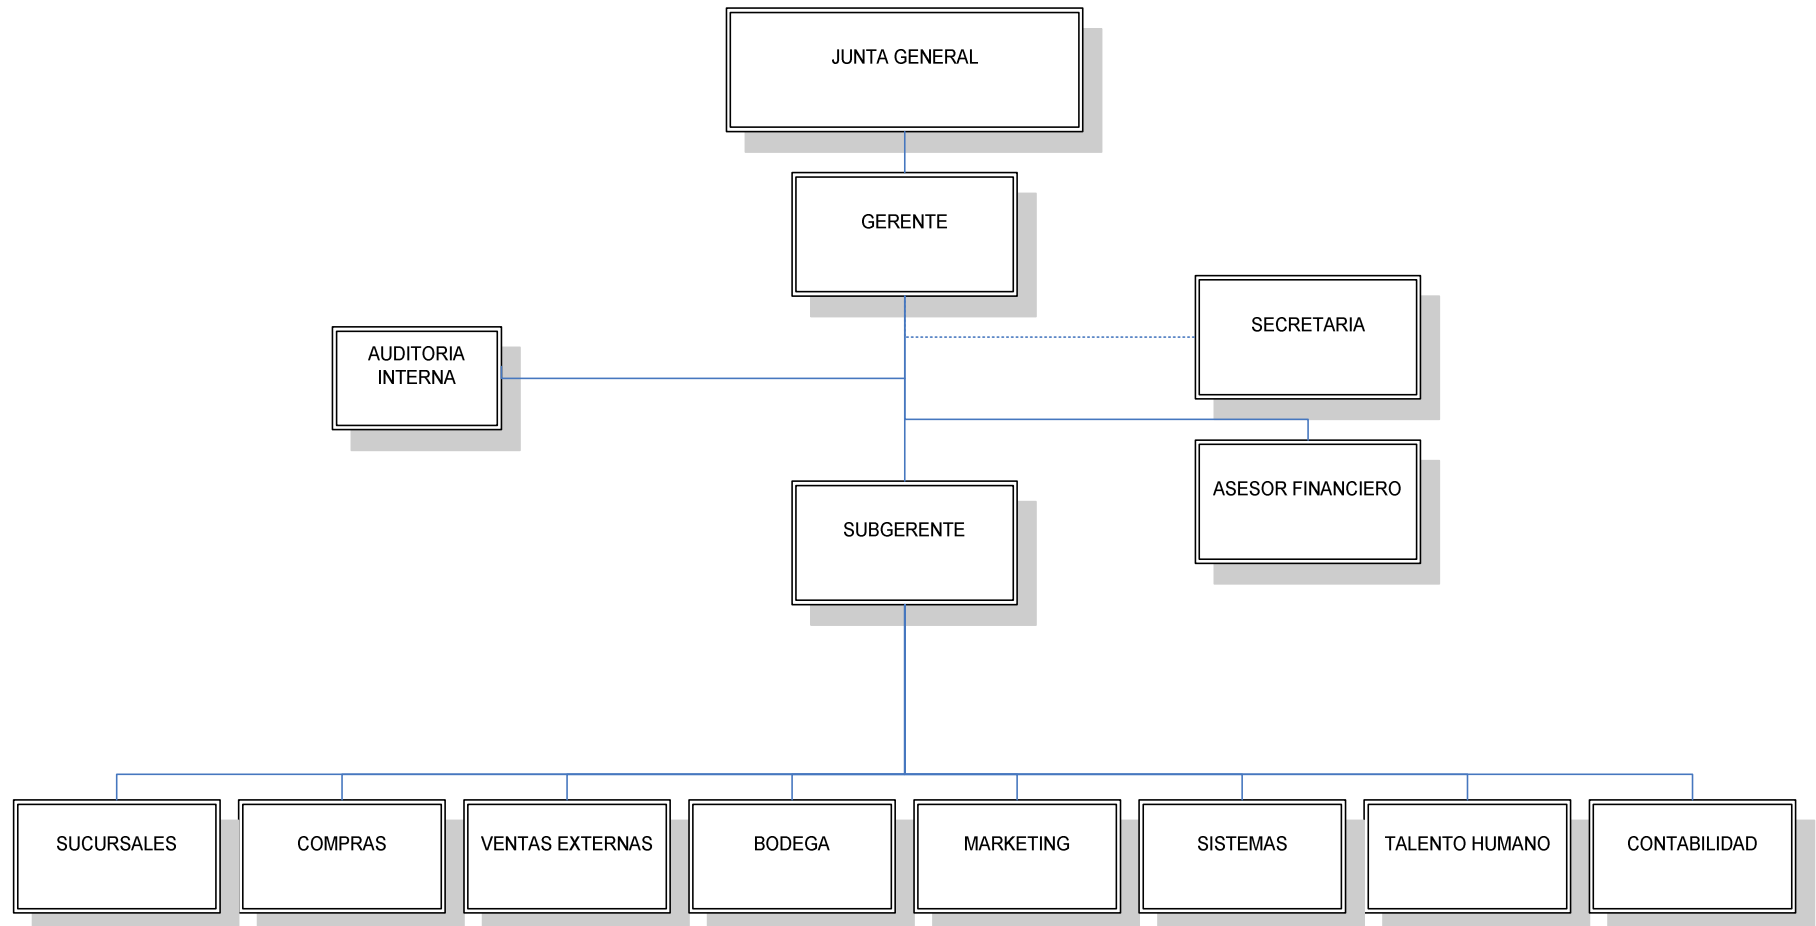 JUNTA GENERAL
GERENTE
SECRETARIA
AUDITORIA
INTERNA
ASESOR FINANCIERO
SUBGERENTE
SUCURSALES
COMPRAS
VENTAS EXTERNAS
BODEGA
MARKETING
SISTEMAS
TALENTO HUMANO
CONTABILIDAD